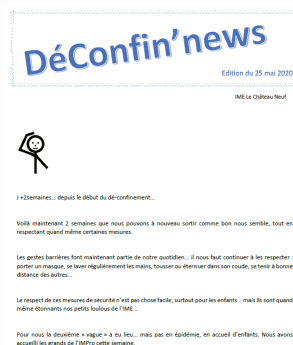 DéConfin'news
Edition du 25 mai 2020
IME Le Château Neuf
J +2semaines... depuis le début du dé-confinement...
Voilà maintenant 2 semaines que nous pouvons à nouveau sortir comme bon nous semble, tout en
respectant quand même certaines mesures.
Les gestes barrières font maintenant partie de notre quotidien... il nous faut continuer à les respecter :
porter un masque, se laver régulièrement les mains, tousser ou éternuer dans son coude, se tenir à bonne
distance des autres...
Le respect de ces mesures de sécurité n'est pas chose facile, surtout pour les enfants... mais ils sont quand
même étonnants nos petits loulous de l'IME...
Pour nous la deuxième « vague » a eu lieu... mais pas en épidémie, en accueil d'enfants. Nous avons
accueilli les grands de l'IMPro cette semaine.